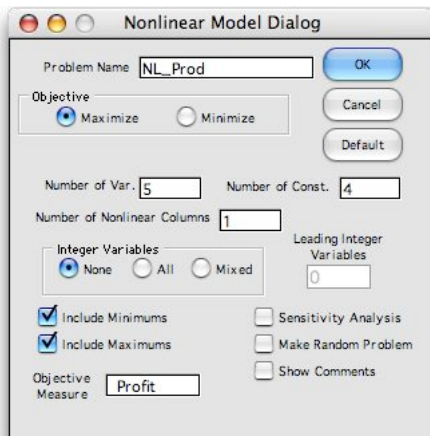 Nonlinear Model Dialog
Problem Name NL_Prod
OK
Objective
Maximize Minimize
Cancel
Default
Number of Var. 5 Number of Const. 4
Number of Nonlinear Columns 1
Integer Variables
None All Mixed
Leading Integer
Variables
0
Include Minimums
Include Maximums
Sensitivity Analysis
Make Random Problem
Show Comments
Objective
Measure Profit